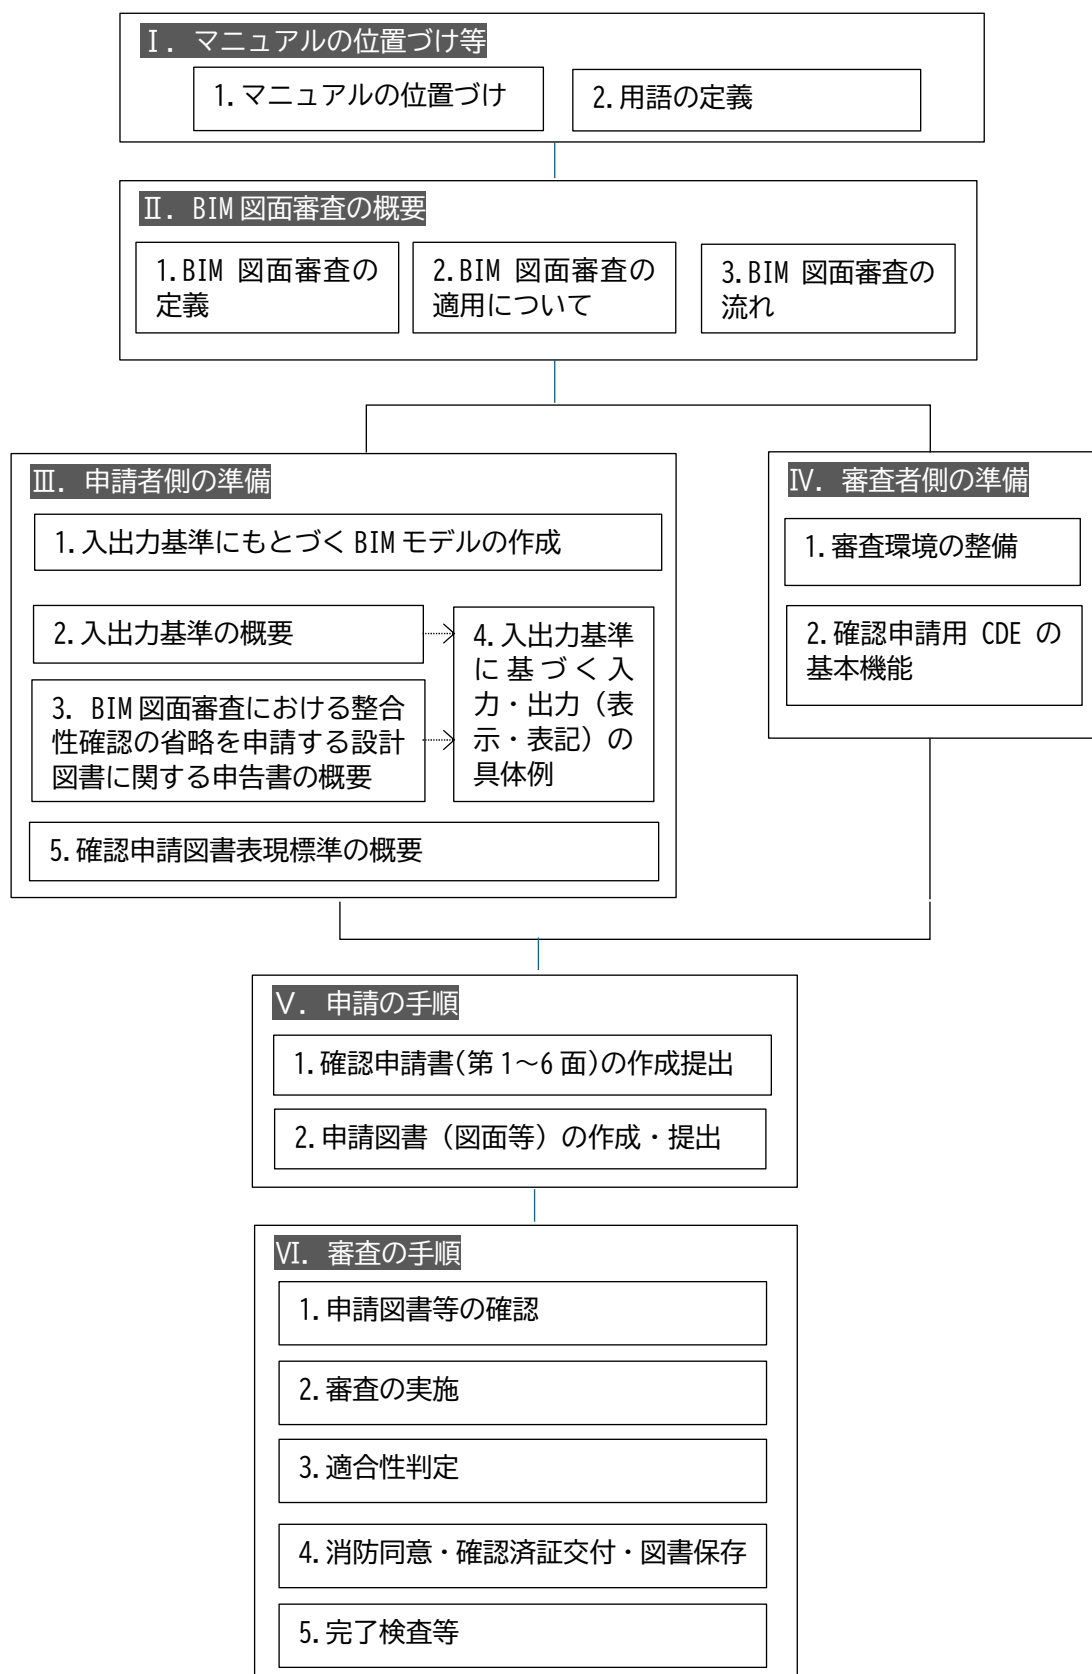 Ⅰ. マニュアルの位置づけ等
1.マニュアルの位置づけ
2.用語の定義
Ⅱ. BIM 図面審査の概要
1.BIM 図面審査の
定義
2.BIM 図面審査の
適用について
3.BIM 図面審査の
流れ
Ⅲ. 申請者側の準備
1.入出力基準にもとづく BIM モデルの作成
2.入出力基準の概要
3. BIM 図面審査における整合
性確認の省略を申請する設計
図書に関する申告書の概要
4.入出力基準
に基づく入
力・出力（表
示・表記）の
具体例
5.確認申請図書表現標準の概要
Ⅳ. 審査者側の準備
1.審査環境の整備
2.確認申請用 CDE の
基本機能
Ⅴ. 申請の手順
1.確認申請書(第 1～6 面)の作成提出
2.申請図書（図面等）の作成・提出
Ⅵ. 審査の手順
1.申請図書等の確認
2.審査の実施
3.適合性判定
4.消防同意・確認済証交付・図書保存
5.完了検査等